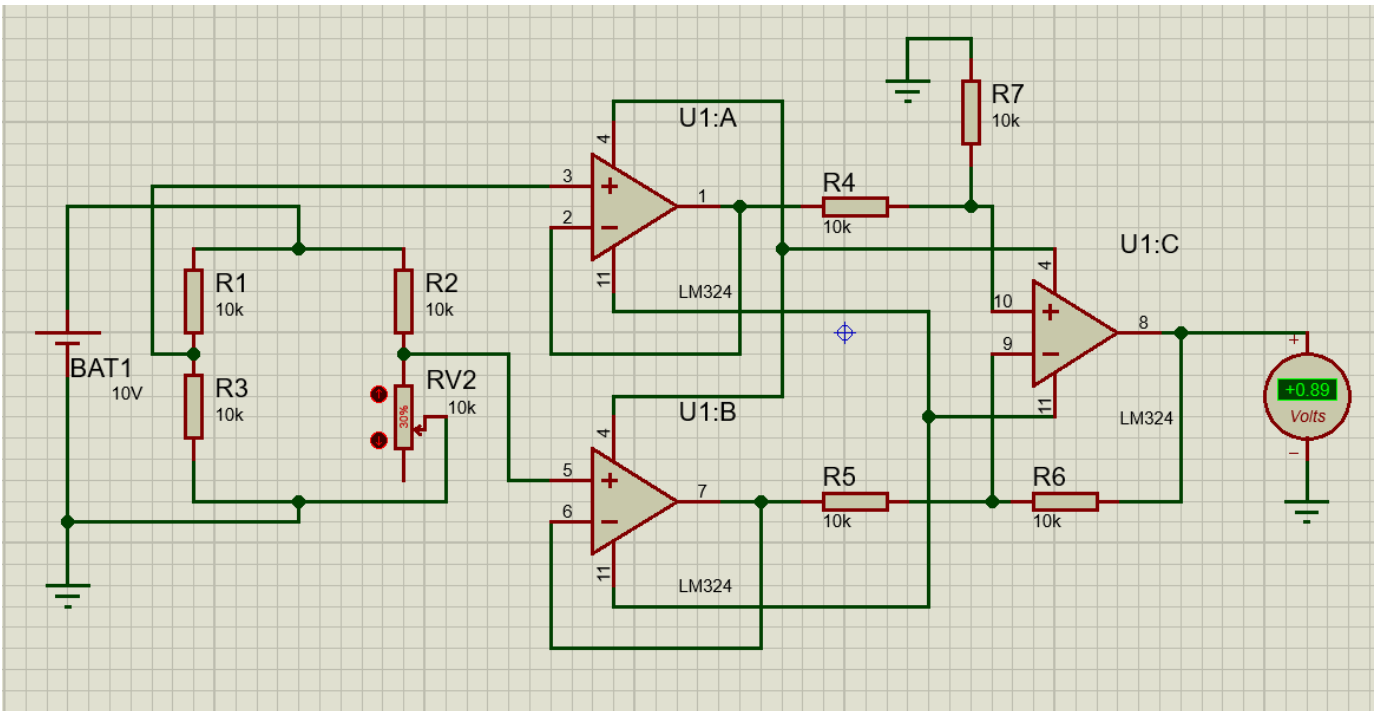 U1:A
4
3
+
1
2
−
11
LM324
R4
10k
R7
10k
U1:C
4
10
+
8
9
−
11
LM324
+
+0.89
Volts
−
R1
10k
R2
10k
BAT1
10V
R3
10k
RV2
10k
30%
U1:B
4
5
+
7
6
−
11
LM324
R5
10k
R6
10k